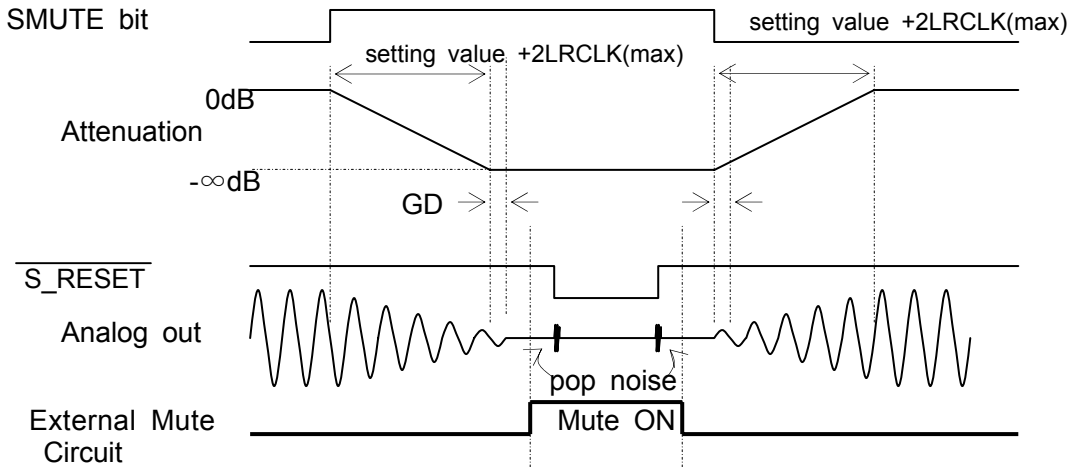 SMUTE bit
setting value +2LRCLK(max)
setting value +2LRCLK(max)
0dB
Attenuation
-∞dB
GD
S_RESET
Analog out
pop noise
External Mute
Circuit
Mute ON